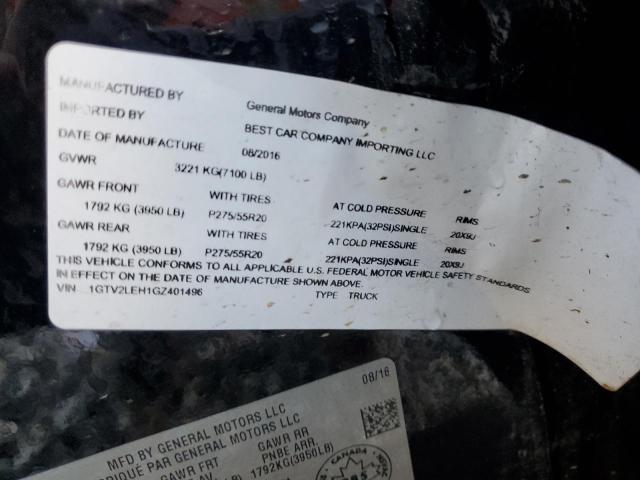 MANUFACTURED BY General Motors Company
IMPORTED BY BEST CAR COMPANY IMPORTING LLC
DATE OF MANUFACTURE 08/2016
GVWR 3221 KG(7100 LB)
GAWR FRONT WITH TIRES AT COLD PRESSURE RIMS
1792 KG (3950 LB) P275/55R20 221KPA(32PSI)SINGLE 20X9J
GAWR REAR WITH TIRES AT COLD PRESSURE RIMS
1792 KG (3950 LB) P275/55R20 221KPA(32PSI)SINGLE 20X9J
THIS VEHICLE CONFORMS TO ALL APPLICABLE U.S. FEDERAL MOTOR VEHICLE SAFETY STANDARDS
IN EFFECT ON THE DATE OF MANUFACTURE SHOWN ABOVE.
VIN 1GTV2LEH1GZ401496 TYPE TRUCK
08/16
MFD BY GENERAL MOTORS LLC
PAR GENERAL MOTORS LLC
GAWR FRT GAWR RR
PNBE ARR.
1792KG(3950LB)
CANADA